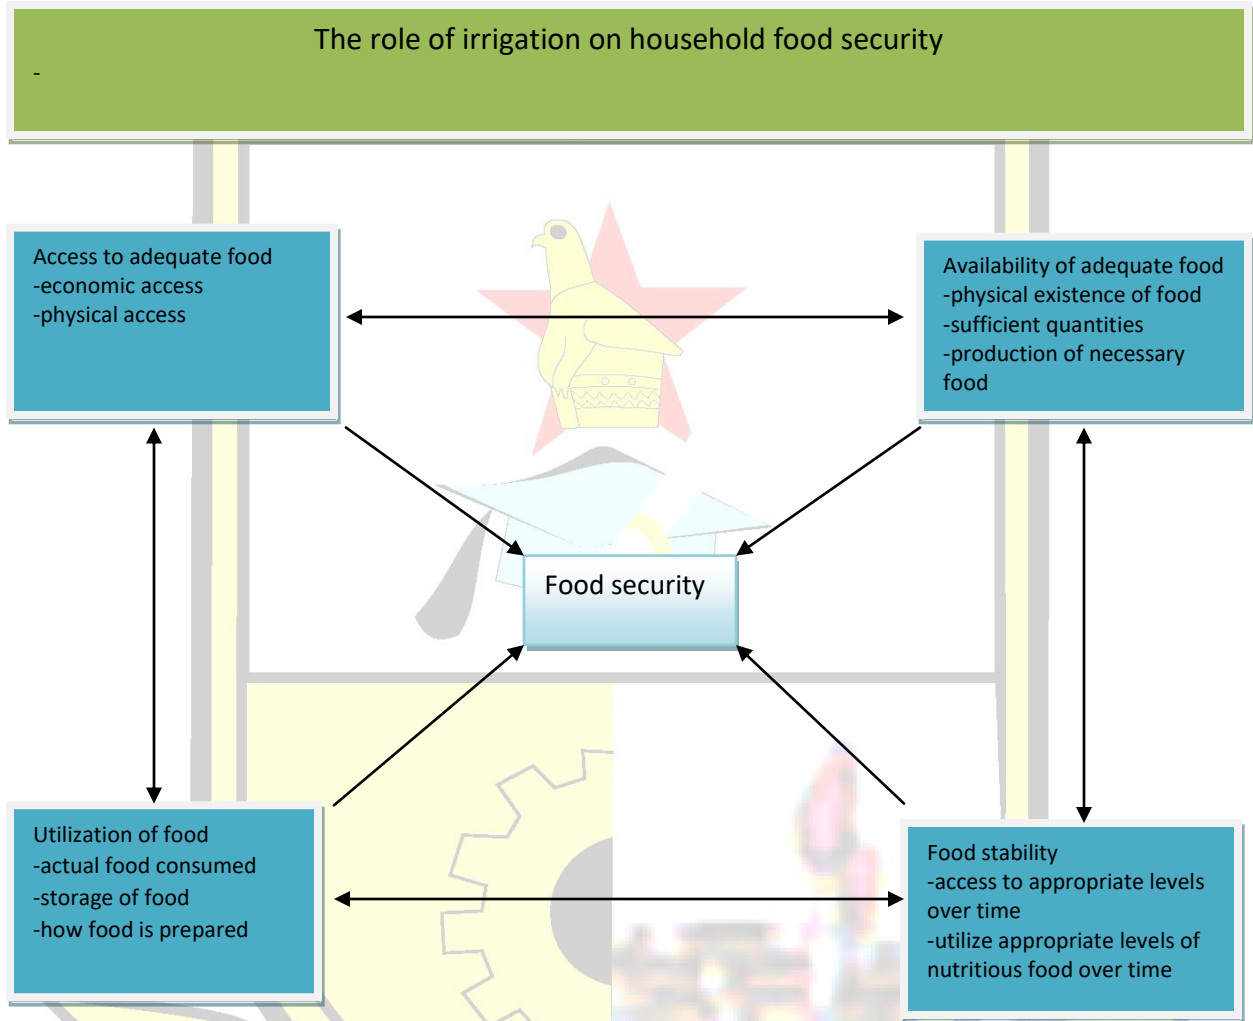 The role of irrigation on household food security
-
Access to adequate food
-economic access
-physical access
Availability of adequate food
-physical existence of food
-sufficient quantities
-production of necessary
food
Food security
Utilization of food
-actual food consumed
-storage of food
-how food is prepared
Food stability
-access to appropriate levels
over time
-utilize appropriate levels of
nutritious food over time